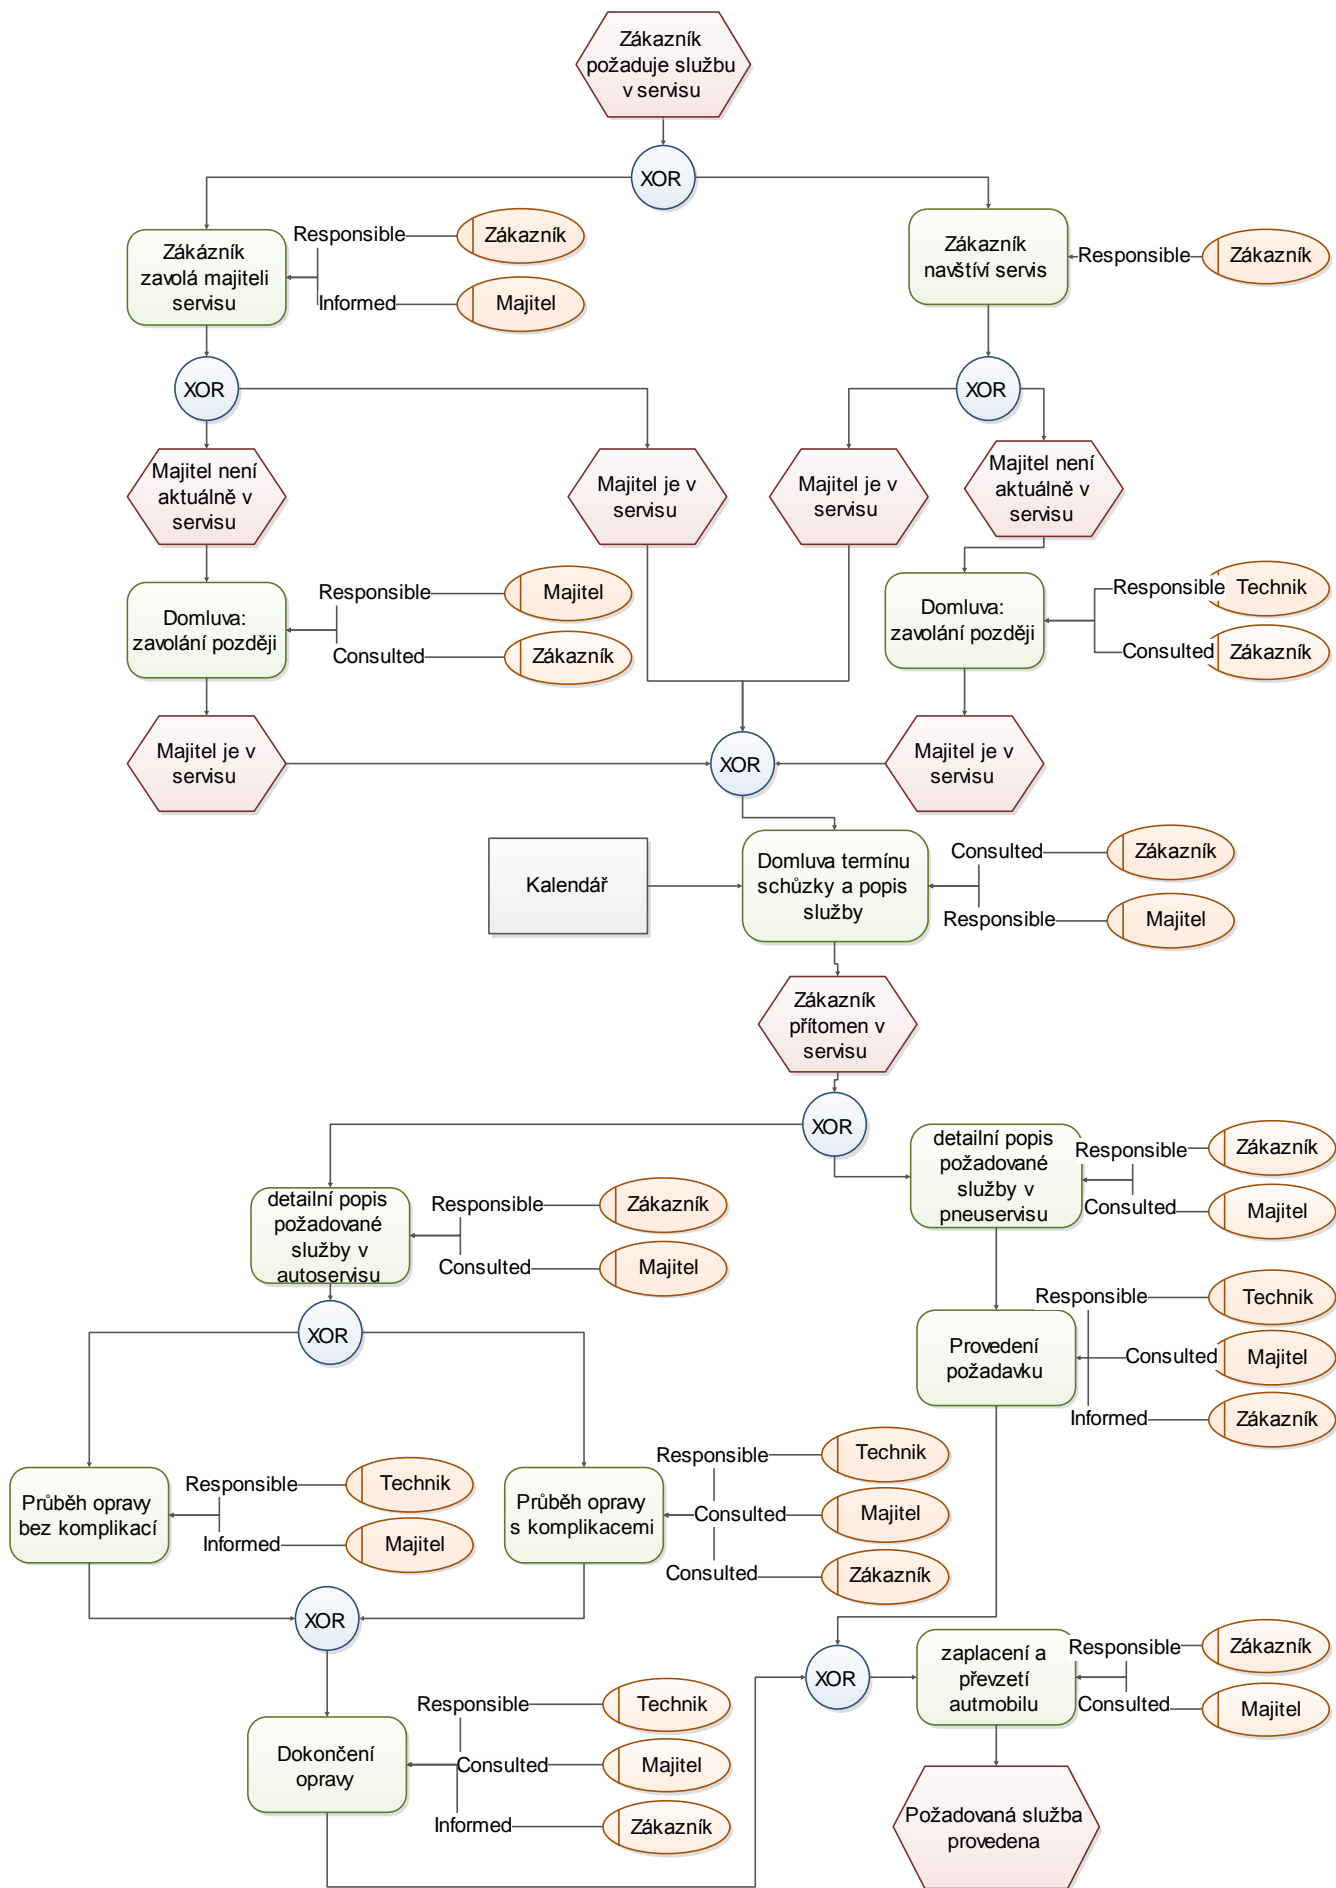 Zákazník
požaduje službu
v servisu
XOR
Responsible
Zákazník
Zákázník
zavolá majiteli
servisu
Informed
Majitel
Zákazník
navštíví servis
Responsible
Zákazník
XOR
XOR
Majitel není
aktuálně v
servisu
Majitel je v
servisu
Majitel je v
servisu
Majitel není
aktuálně v
servisu
Domluva:
zavolání později
Responsible
Majitel
Consulted
Zákazník
Domluva:
zavolání později
Responsible
Technik
Consulted
Zákazník
Majitel je v
servisu
XOR
Majitel je v
servisu
Kalendář
Domluva termínu
schůzky a popis
služby
Consulted
Zákazník
Responsible
Majitel
Zákazník
přítomen v
servisu
XOR
detailní popis
požadované
služby v
pneuservisu
Responsible
Zákazník
Consulted
Majitel
detailní popis
požadované
služby v
autoservisu
Responsible
Zákazník
Consulted
Majitel
XOR
Provedení
požadavku
Responsible
Technik
Consulted
Majitel
Informed
Zákazník
Průběh opravy
bez komplikací
Responsible
Technik
Informed
Majitel
Průběh opravy
s komplikacemi
Responsible
Technik
Consulted
Majitel
Consulted
Zákazník
XOR
XOR
zaplacení a
převzetí
autmobilu
Responsible
Zákazník
Consulted
Majitel
Dokončení
opravy
Responsible
Technik
Consulted
Majitel
Informed
Zákazník
Požadovaná služba
provedena